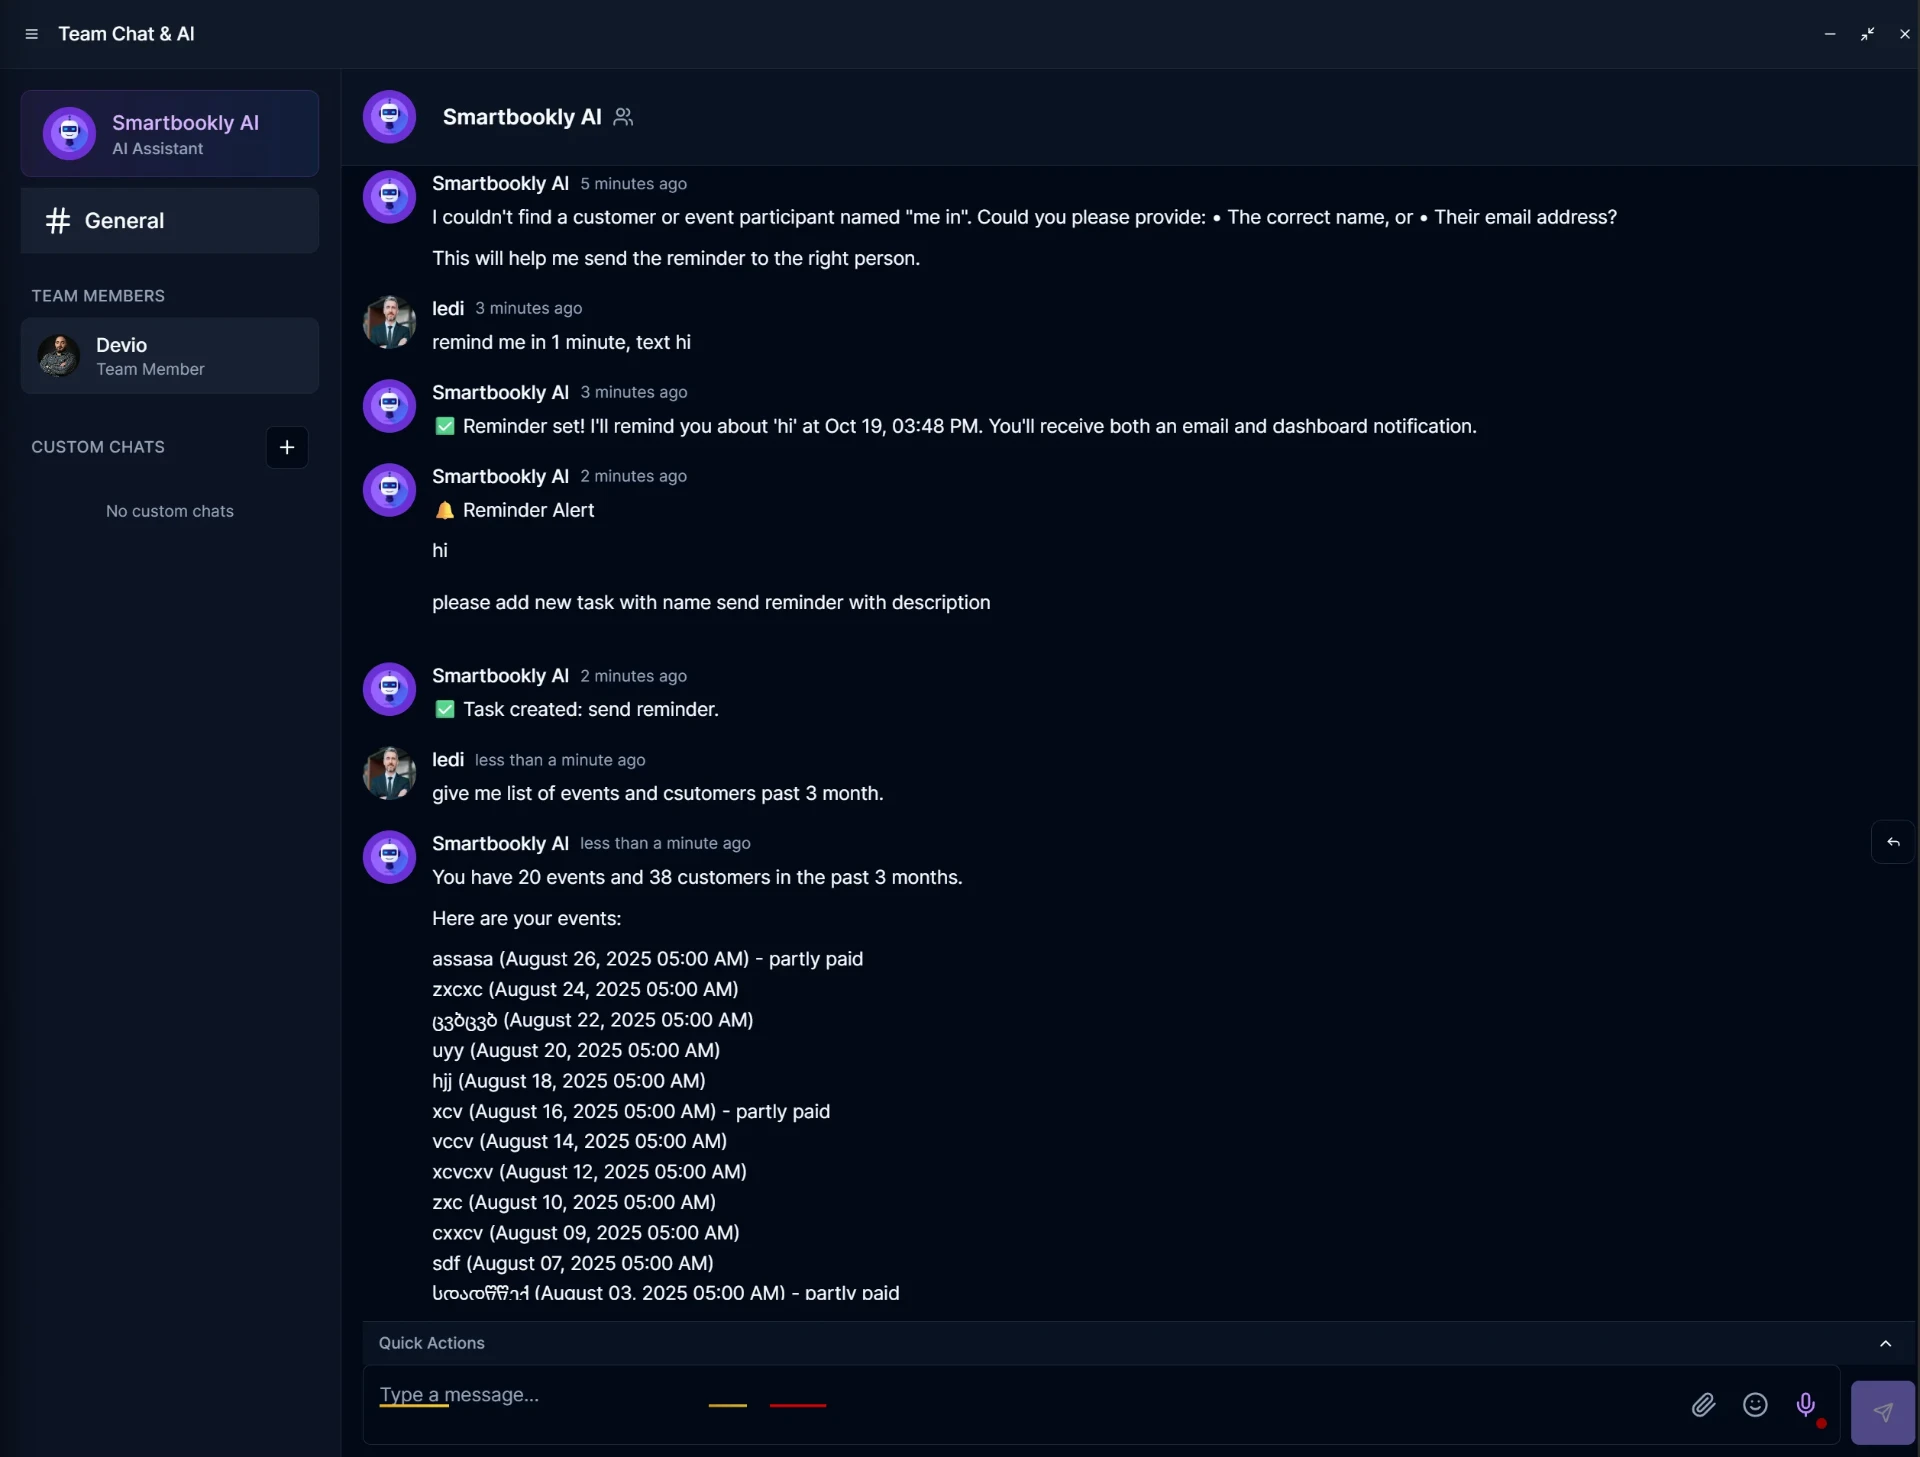 Team Chat & AI
Smartbookly AI
AI Assistant
General
TEAM MEMBERS
Devio
Team Member
CUSTOM CHATS
No custom chats
Smartbookly AI
Smartbookly AI 5 minutes ago
I couldn't find a customer or event participant named "me in". Could you please provide: • The correct name, or • Their email address?
This will help me send the reminder to the right person.
ledi 3 minutes ago
remind me in 1 minute, text hi
Smartbookly AI 3 minutes ago
✅ Reminder set! I'll remind you about 'hi' at Oct 19, 03:48 PM. You'll receive both an email and dashboard notification.
Smartbookly AI 2 minutes ago
🔔 Reminder Alert
hi
please add new task with name send reminder with description
Smartbookly AI 2 minutes ago
✅ Task created: send reminder.
ledi less than a minute ago
give me list of events and csutomers past 3 month.
Smartbookly AI less than a minute ago
You have 20 events and 38 customers in the past 3 months.
Here are your events:
assasa (August 26, 2025 05:00 AM) - partly paid
zxcxc (August 24, 2025 05:00 AM)
ცვბცვბ (August 22, 2025 05:00 AM)
uyy (August 20, 2025 05:00 AM)
hjj (August 18, 2025 05:00 AM)
xcv (August 16, 2025 05:00 AM) - partly paid
vccv (August 14, 2025 05:00 AM)
xcvcxv (August 12, 2025 05:00 AM)
zxc (August 10, 2025 05:00 AM)
cxxcv (August 09, 2025 05:00 AM)
sdf (August 07, 2025 05:00 AM)
(August 03, 2025 05:00 AM) - partly paid
Quick Actions
Type a message...